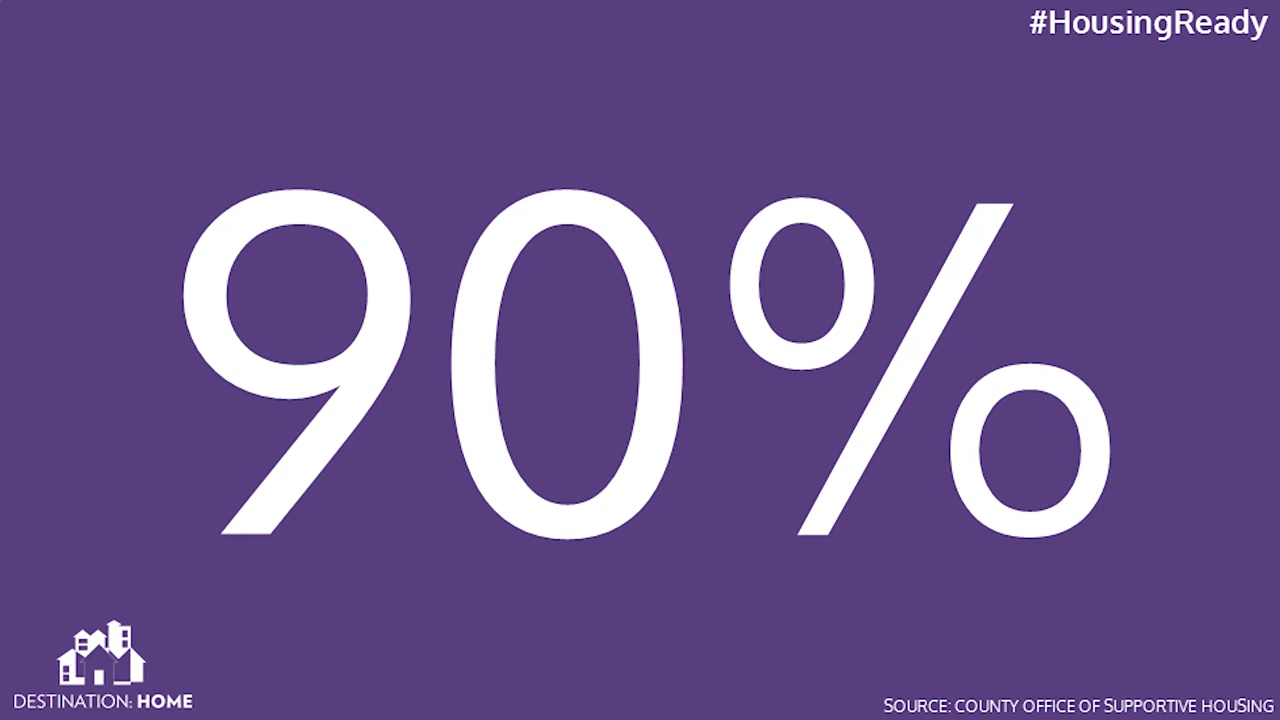 #HousingReady
90%
DESTINATION: HOME
SOURCE: COUNTY OFFICE OF SUPPORTIVE HOUSING